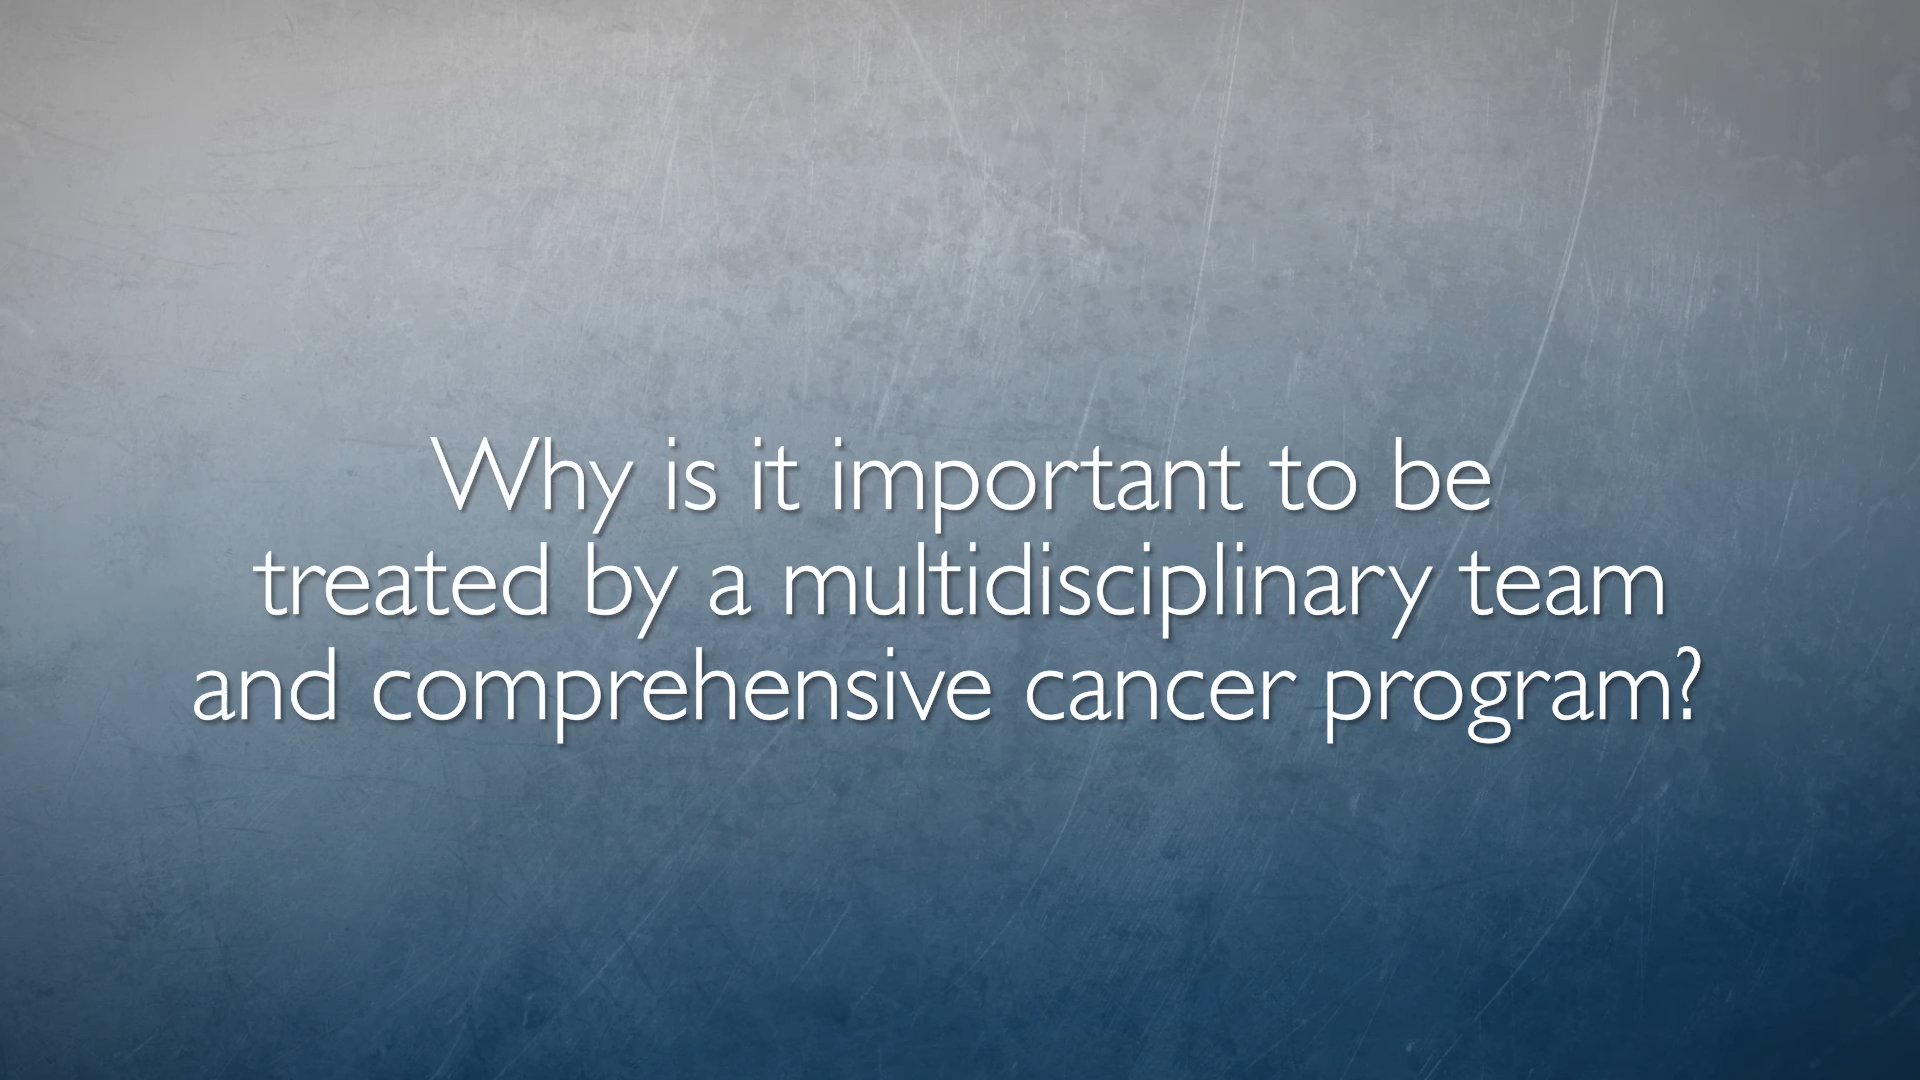 Why is it important to be
treated by a multidisciplinary team
and comprehensive cancer program?